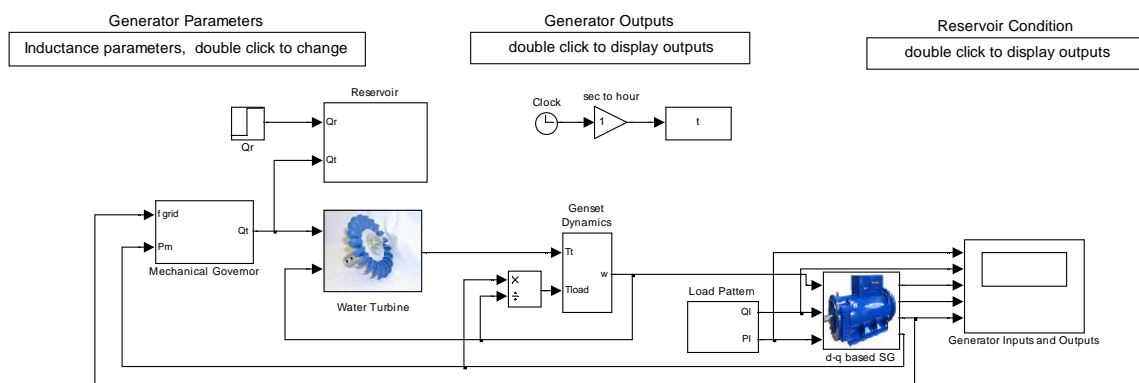 Generator Parameters
Inductance parameters, double click to change
Generator Outputs
double click to display outputs
Reservoir Condition
double click to display outputs
Reservoir
Qr
Qt
Qr
Clock
sec to hour
1
t
f grid
Pm
Qt
Mechanical Governor
Water Turbine
×
÷
Genset
Dynamics
Tt
Tload
w
Load Pattern
Ql
Pl
d-q based SG
Generator Inputs and Outputs